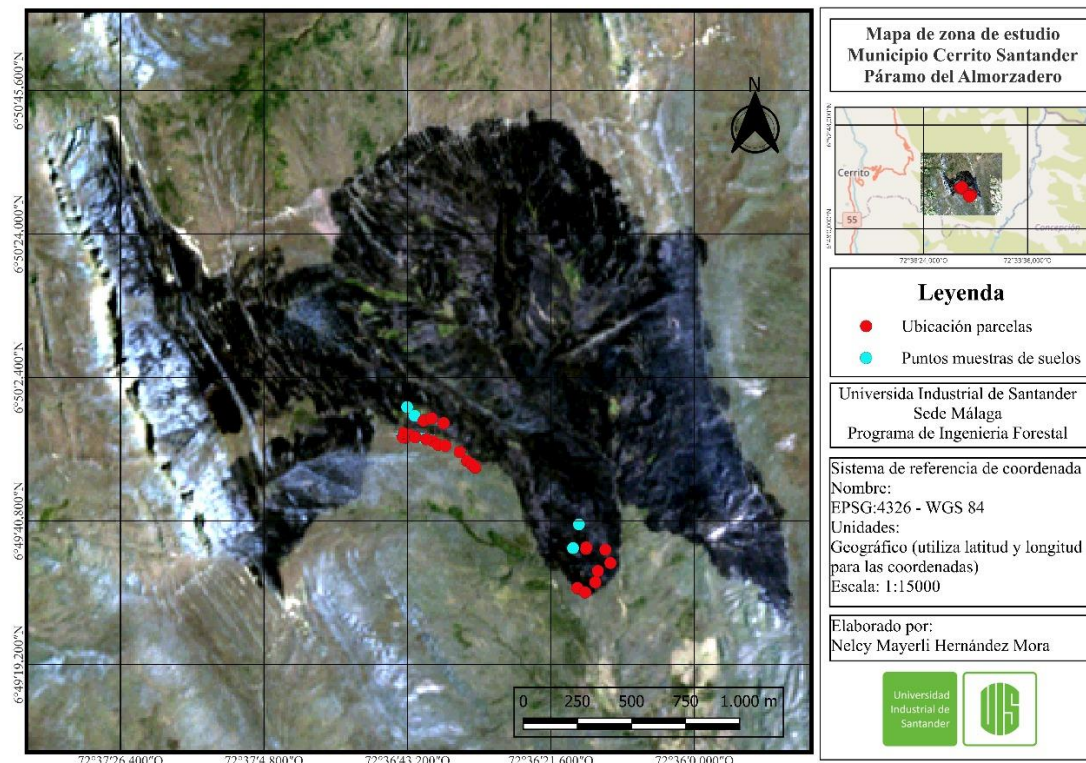 Mapa de zona de estudio
Municipio Cerrito Santander
Páramo del Almorzadero
N
6°50'45,600"N
6°50'24,000"N
6°50'2,400"N
6°49'40,800"N
6°49'19,200"N
72°37'26,400"N
72°37'4,800"N
72°36'43,200"N
72°36'21,600"N
72°36'0,000"N
0 250 500 750 1.000 m
Cerrito
55
Concepción
72°38'24,000"N
72°33'36,000"N
Leyenda
Ubicación parcelas
Puntos muestras de suelos
Universida Industrial de Santander
Sede Málaga
Programa de Ingenieria Forestal
Sistema de referencia de coordenada
Nombre:
EPSG:4326 - WGS 84
Unidades:
Geográfico (utiliza latitud y longitud
para las coordenadas)
Escala: 1:15000
Elaborado por:
Nelcy Mayerli Hernández Mora
Universidad
Industrial de
Santander
UIS